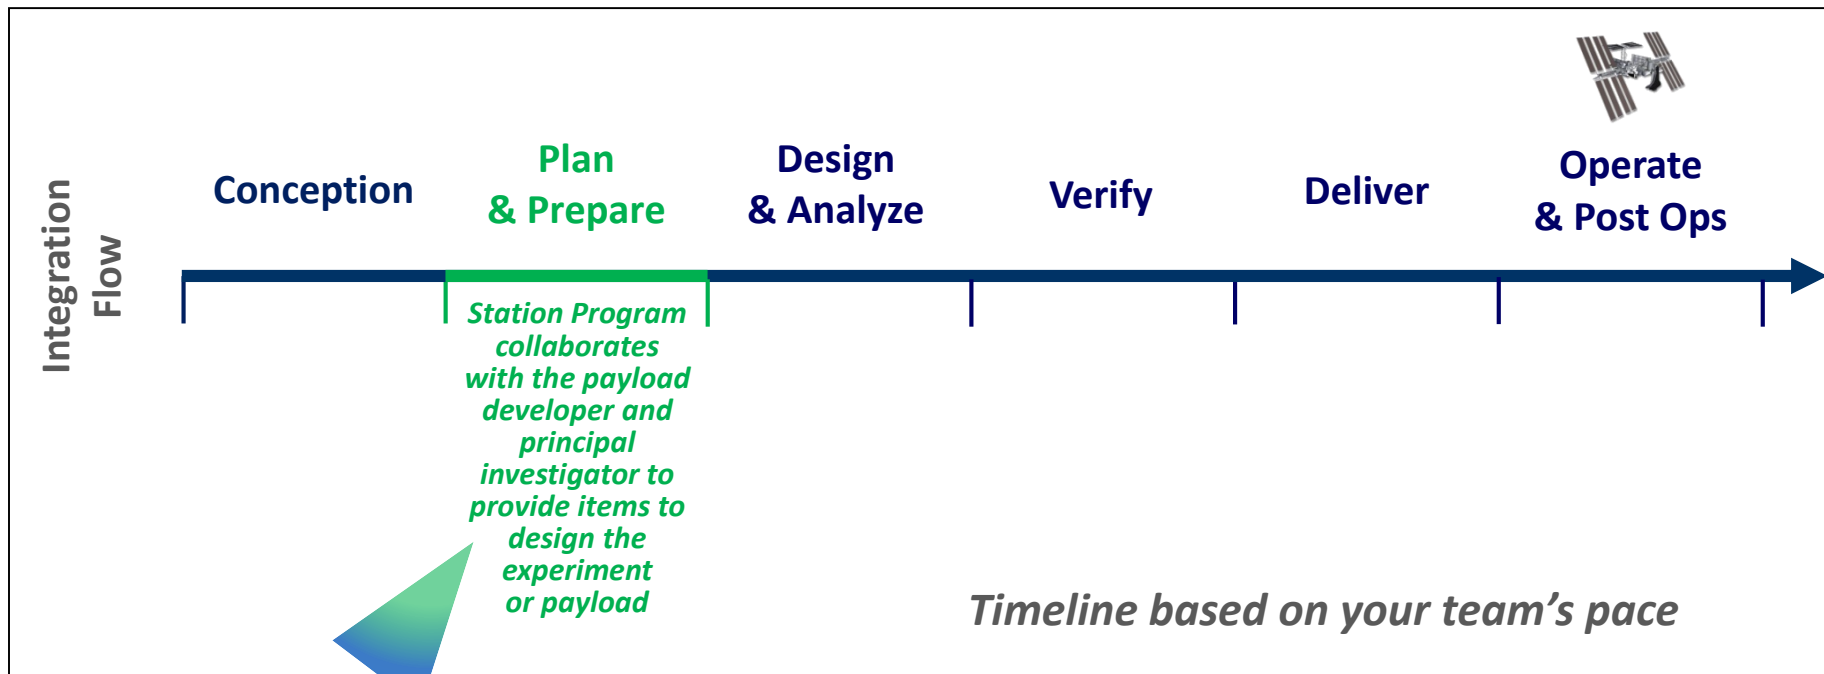 Integration
Flow
Conception
Plan
& Prepare
Design
& Analyze
Verify
Deliver
Operate
& Post Ops
Station Program
collaborates
with the payload
developer and
principal
investigator to
provide items to
design the
experiment
or payload
Timeline based on your team’s pace